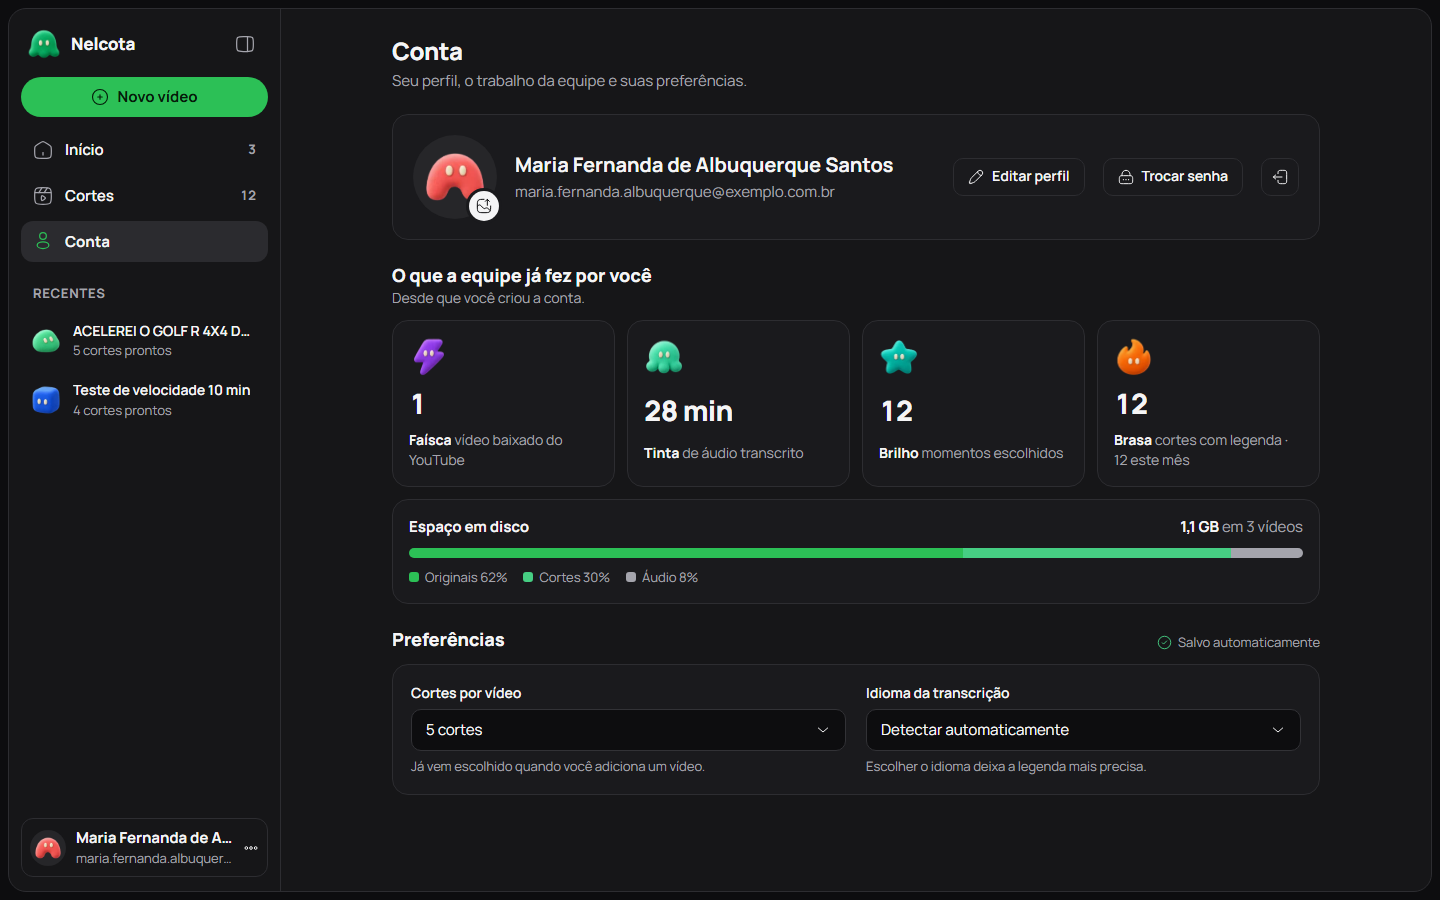 Nelcota
Novo vídeo
Início 3
Cortes 12
Conta
RECENTES
ACELEREI O GOLF R 4X4 D...
5 cortes prontos
Teste de velocidade 10 min
4 cortes prontos
Maria Fernanda de A...
maria.fernanda.albuquer...
Conta
Seu perfil, o trabalho da equipe e suas preferências.
Maria Fernanda de Albuquerque Santos
maria.fernanda.albuquerque@exemplo.com.br
Editar perfil
Trocar senha
O que a equipe já fez por você
Desde que você criou a conta.
1
Faísca vídeo baixado do
YouTube
28 min
Tinta de áudio transcrito
12
Brilho momentos escolhidos
12
Brasa cortes com legenda ·
12 este mês
Espaço em disco
1,1 GB em 3 vídeos
Originais 62% Cortes 30% Áudio 8%
Preferências
Salvo automaticamente
Cortes por vídeo
5 cortes
Já vem escolhido quando você adiciona um vídeo.
Idioma da transcrição
Detectar automaticamente
Escolher o idioma deixa a legenda mais precisa.